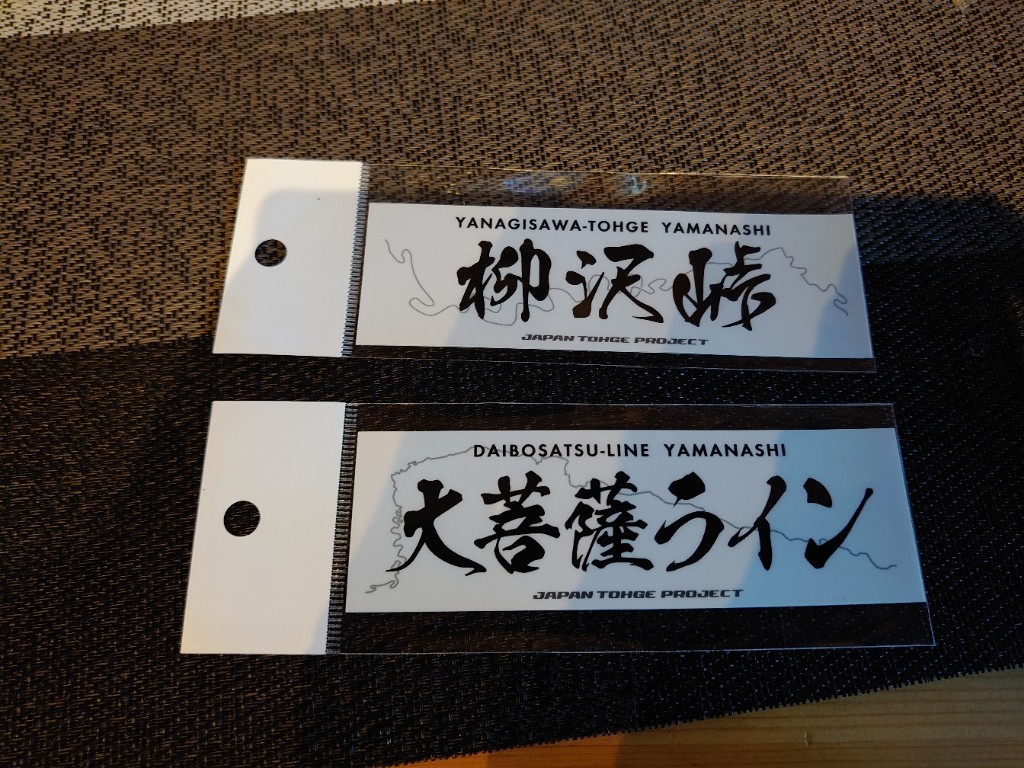 YANAGISAWA-TOHGE YAMANASHI
柳沢峠
JAPAN TOHGE PROJECT
DAIBOSATSU-LINE YAMANASHI
大菩薩ライン
JAPAN TOHGE PROJECT